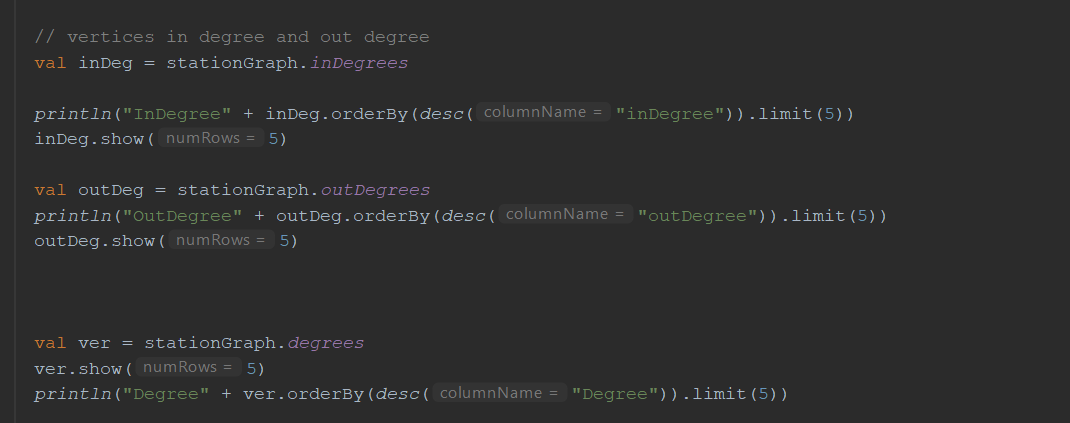 // vertices in degree and out degree
val inDeg = stationGraph.inDegrees
println("InDegree" + inDeg.orderBy(desc( columnName = "inDegree")).limit(5))
inDeg.show( numRows = 5)
val outDeg = stationGraph.outDegrees
println("OutDegree" + outDeg.orderBy(desc( columnName = "outDegree")).limit(5))
outDeg.show( numRows = 5)
val ver = stationGraph.degrees
ver.show( numRows = 5)
println("Degree" + ver.orderBy(desc( columnName = "Degree")).limit(5))